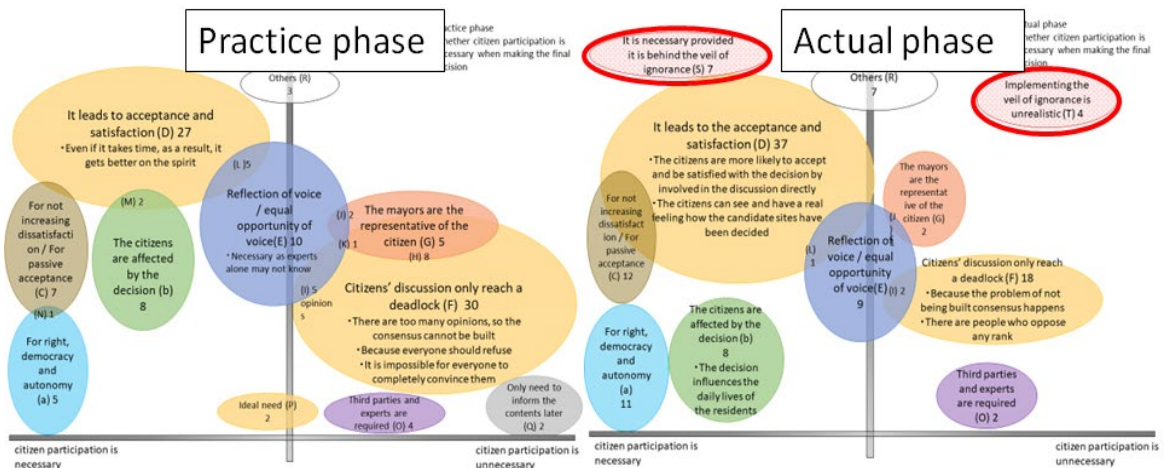 Practice phase
ractice phase
hether citizen participation is
ecessary when making the final
ecision
Others (R)
3
It leads to acceptance and
satisfaction (D) 27
・Even if it takes time, as a result, it
gets better on the spirit
(L )5
For not
increasing
dissatisfacti
on / For
passive
acceptance
(C) 7
(M) 2
The citizens
are affected
by the
decision (b)
8
Reflection of voice
/ equal
opportunity of
voice(E) 10
・Necessary as experts
alone may not know
(J) 2
(K) 1
The mayors are the
representative of the
citizen (G) 5
(H) 8
(I) 5
opinion
s
Citizens' discussion only reach a
deadlock (F) 30
・There are too many opinions, so the
consensus cannot be built
・Because everyone should refuse
・It is impossible for everyone to
completely convince them
(N) 1
For right,
democracy
and
autonomy
(a) 5
Ideal need (P)
2
Third parties and
experts are
required (O) 4
Only need to
inform the
contents later
(Q) 2
citizen participation is
necessary
citizen participation is
unnecessary
Actual phase
tual phase
hether citizen participation is
cessary when making the final
cision
It is necessary provided
it is behind the veil of
ignorance (S) 7
Others (R)
7
Implementing the
veil of ignorance is
unrealistic (T) 4
It leads to the acceptance and
satisfaction (D) 37
・The citizens are more likely to accept
and be satisfied with the decision by
involved in the discussion directly
・The citizens can see and have a real
feeling how the candidate sites have
been decided
For not
increasing
dissatisfact
ion / For
passive
acceptance
(C) 12
The mayors
are the
representat
ive of the
citizen (G)
2
(L)
1
Reflection of
voice / equal
opportunity
of voice(E)
9
(I) 2
Citizens' discussion only reach a
deadlock (F) 18
・Because the problem of not
being built consensus happens
・There are people who oppose
any rank
For right,
democracy
and
autonomy (a)
11
The citizens are
affected by the
decision (b)
8
・The decision
influences the
daily lives of
the residents
Third parties
and experts
are required
(O) 2
citizen participation is
necessary
citizen participation is
unnecessary